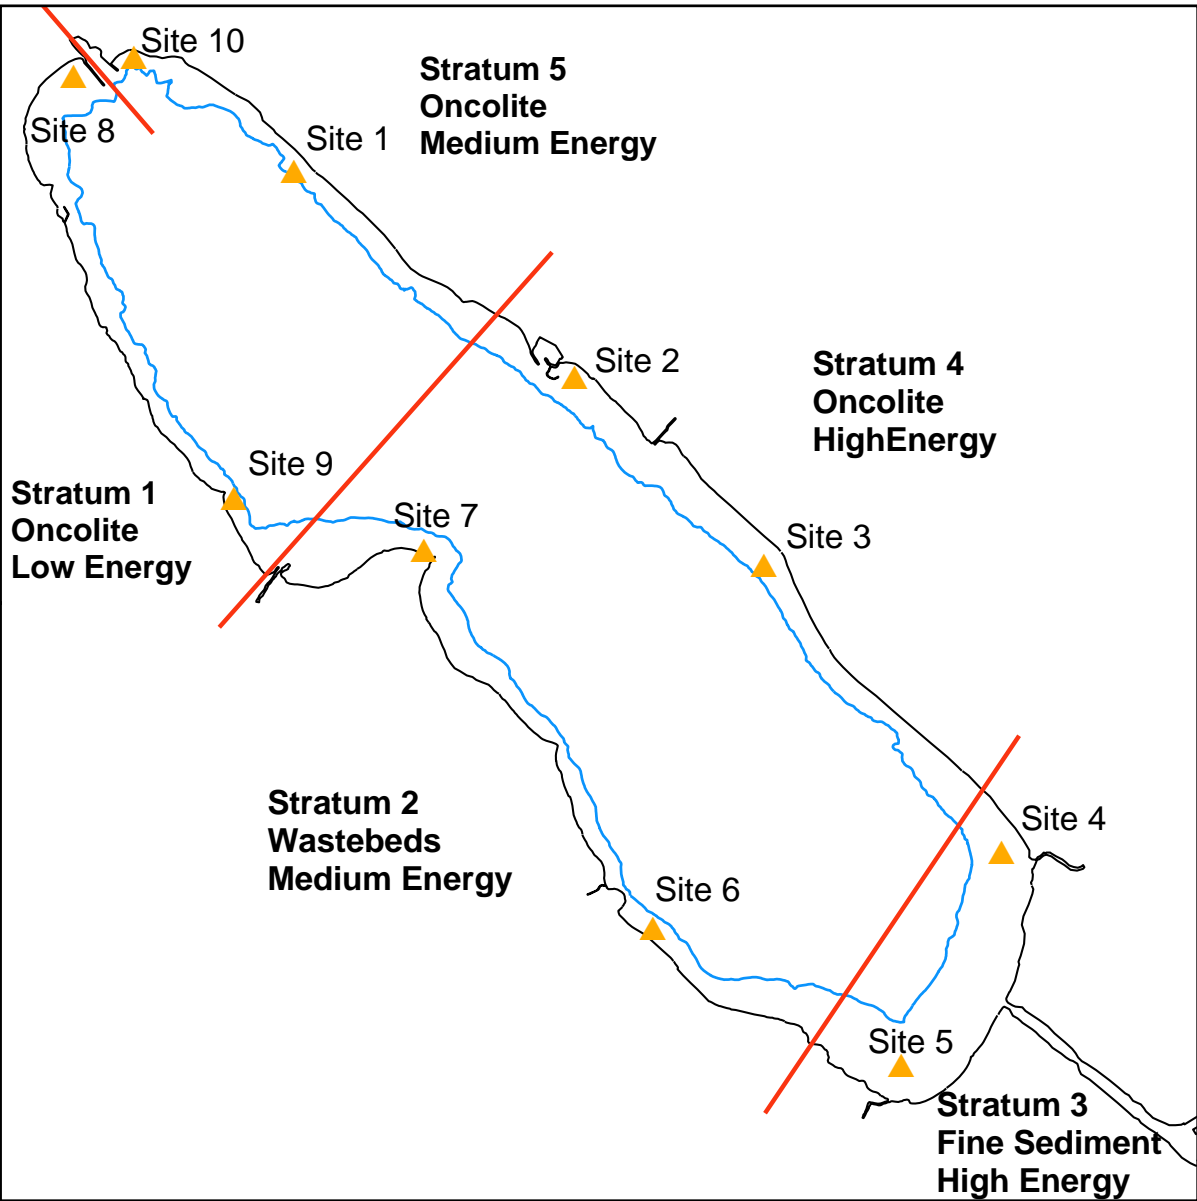 Site 10
Stratum 5
Oncolite
Medium Energy
Site 8
Site 1
Site 2
Stratum 4
Oncolite
HighEnergy
Site 9
Stratum 1
Oncolite
Low Energy
Site 7
Site 3
Stratum 2
Wastebeds
Medium Energy
Site 4
Site 6
Site 5
Stratum 3
Fine Sediment
High Energy